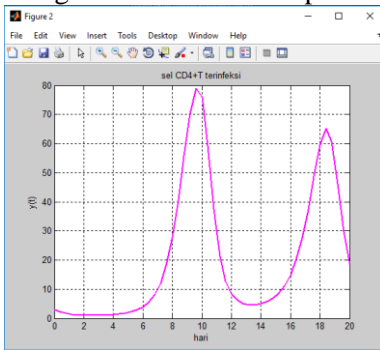 Figure 2
File Edit View Insert Tools Desktop Window Help
sel CD4+T terinfeksi
80
70
60
50
40
30
20
10
0
y(t)
0 2 4 6 8 10 12 14 16 18 20
hari